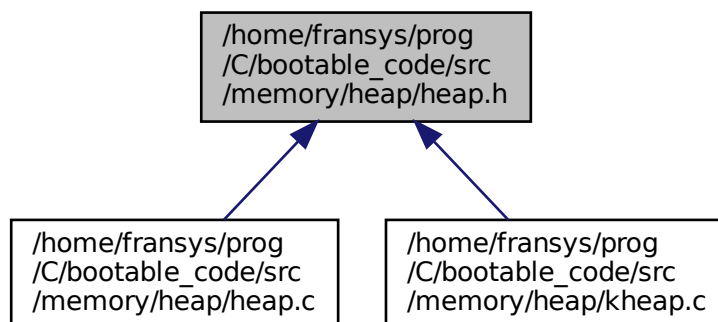 /home/fransys/prog
/C/bootable_code/src
/memory/heap/heap.h
/home/fransys/prog
/C/bootable_code/src
/memory/heap/heap.c
/home/fransys/prog
/C/bootable_code/src
/memory/heap/kheap.c